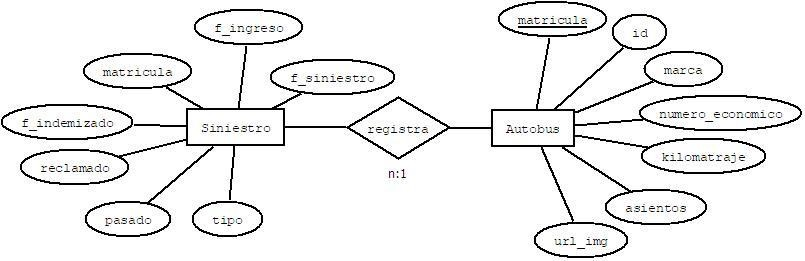 f_ingreso
matricula
f_siniestro
f_indemizado
Siniestro
reclamado
pasado
tipo
registra
n:1
matricula
id
marca
numero_economico
Autobus
kilomatraje
asientos
url_img